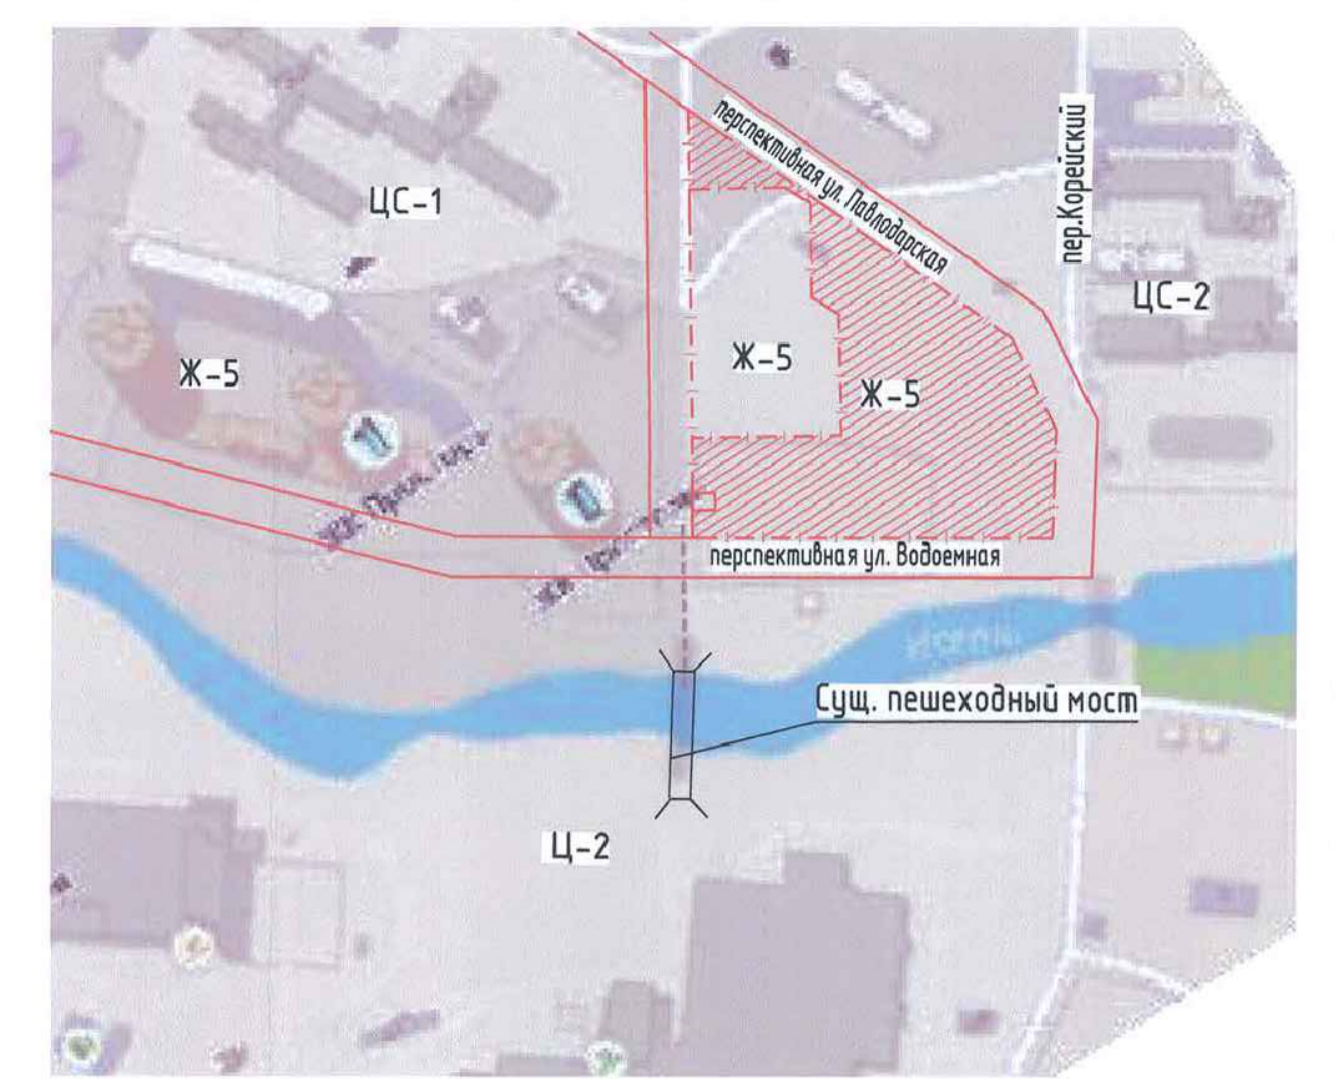 перспективная ул. Павлодарская
пер.Корейский
ЦС-1
ЦС-2
Ж-5
Ж-5
Ж-5
перспективная ул. Водоемная
Сущ. пешеходный мост
Ц-2